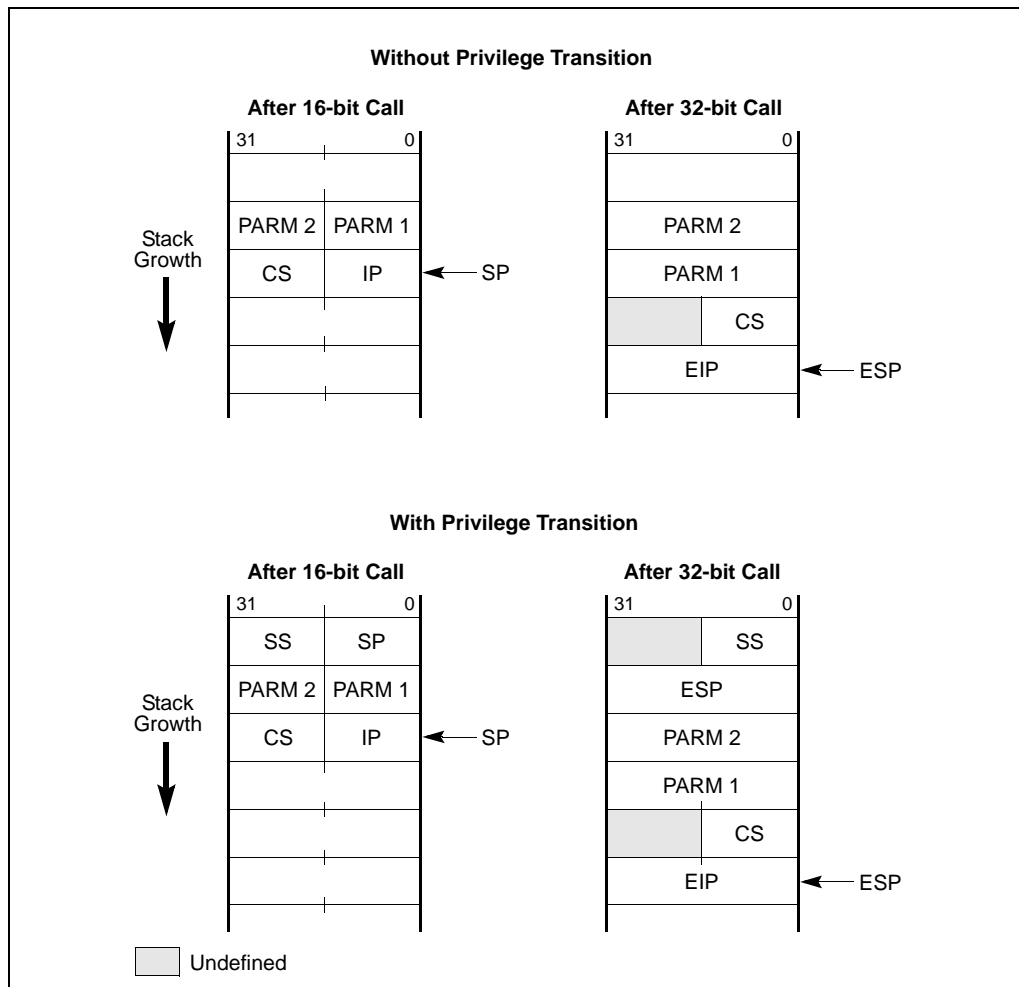 Without Privilege Transition
After 16-bit Call After 32-bit Call
31 0 31 0
PARM 2 PARM 1 PARM 2
Stack
Growth
CS IP SP PARM 1
CS
EIP ESP
With Privilege Transition
After 16-bit Call After 32-bit Call
31 0 31 0
SS SP SS
PARM 2 PARM 1 ESP
Stack
Growth
CS IP SP PARM 2
PARM 1
CS
EIP ESP
Undefined